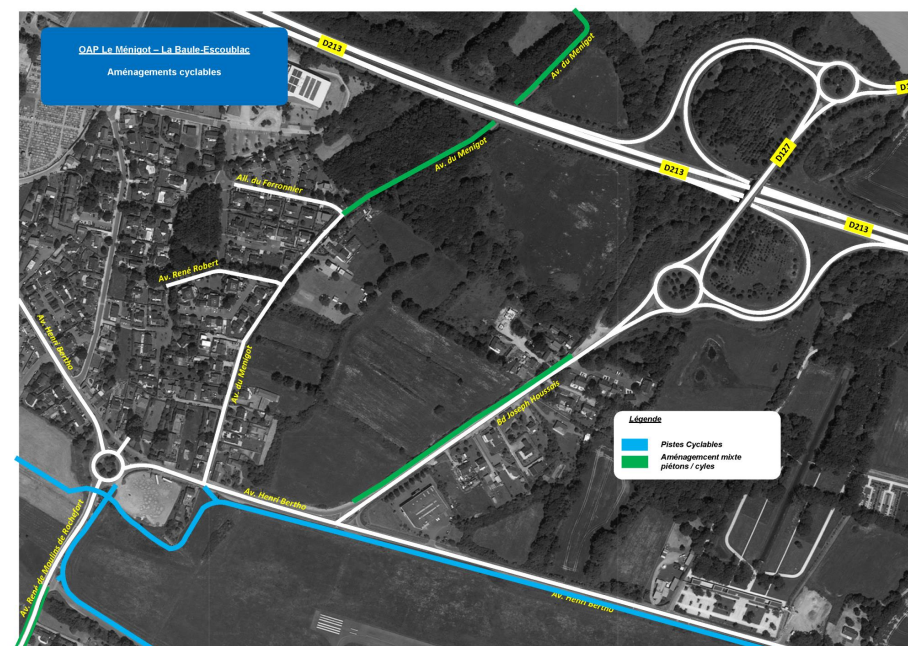 OAP Le Ménigot – La Baule-Escoublac
Aménagements cyclables
D213
Av. du Menigot
D1
D127
Av. du Menigot
D213
All. du Ferronnier
D213
Av. René Robert
Av. Henri Bertho
Av. du Menigot
Bd Joseph Houssais
Légende
Pistes Cyclables
Aménagemcent mixte
piétons / cyles
Av. Henri Bertho
Av. René de Moulins de Rochefort
Av. Henri Bertho